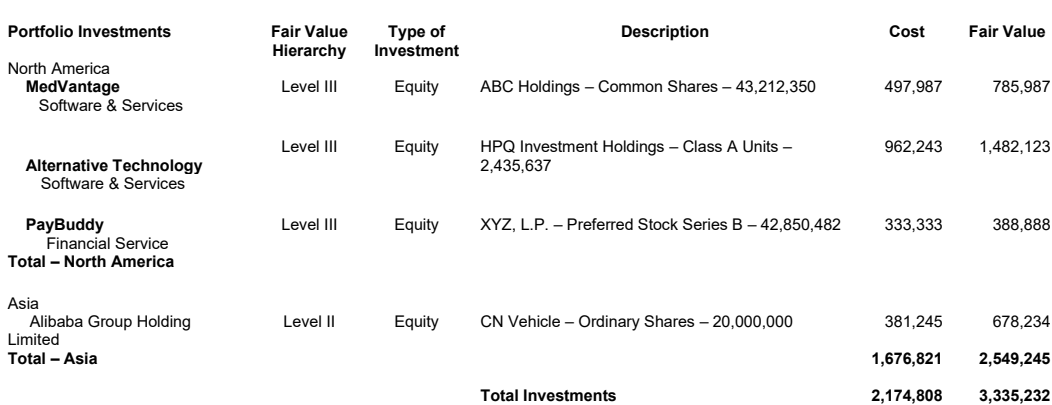 Portfolio Investments Fair Value Hierarchy Type of Investment Description Cost Fair Value
North America
MedVantage Level III Equity ABC Holdings – Common Shares – 43,212,350 497,987 785,987
Software & Services
Level III Equity HPQ Investment Holdings – Class A Units – 962,243 1,482,123
Alternative Technology 2,435,637
Software & Services
PayBuddy Level III Equity XYZ, L.P. – Preferred Stock Series B – 42,850,482 333,333 388,888
Financial Service
Total – North America
Asia
Alibaba Group Holding Level II Equity CN Vehicle – Ordinary Shares – 20,000,000 381,245 678,234
Limited
Total – Asia 1,676,821 2,549,245
Total Investments 2,174,808 3,335,232